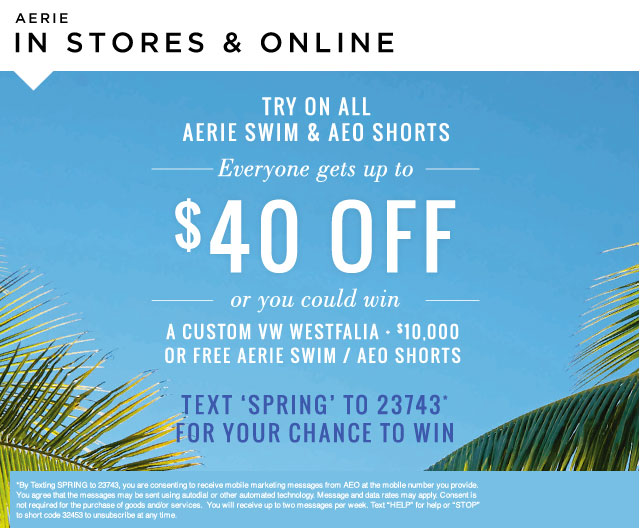 AERIE
IN STORES & ONLINE
TRY ON ALL
AERIE SWIM & AEO SHORTS
Everyone gets up to
$40 OFF
or you could win
A CUSTOM VW WESTFALIA • $10,000
OR FREE AERIE SWIM / AEO SHORTS
TEXT ‘SPRING’ TO 23743*
FOR YOUR CHANCE TO WIN
*By Texting SPRING to 23743, you are consenting to receive mobile marketing messages from AEO at the mobile number you provide.
You agree that the messages may be sent using autodial or other automated technology. Message and data rates may apply. Consent is
not required for the purchase of goods and/or services. You will receive up to two messages per week. Text "HELP" for help or "STOP"
to short code 32453 to unsubscribe at any time.